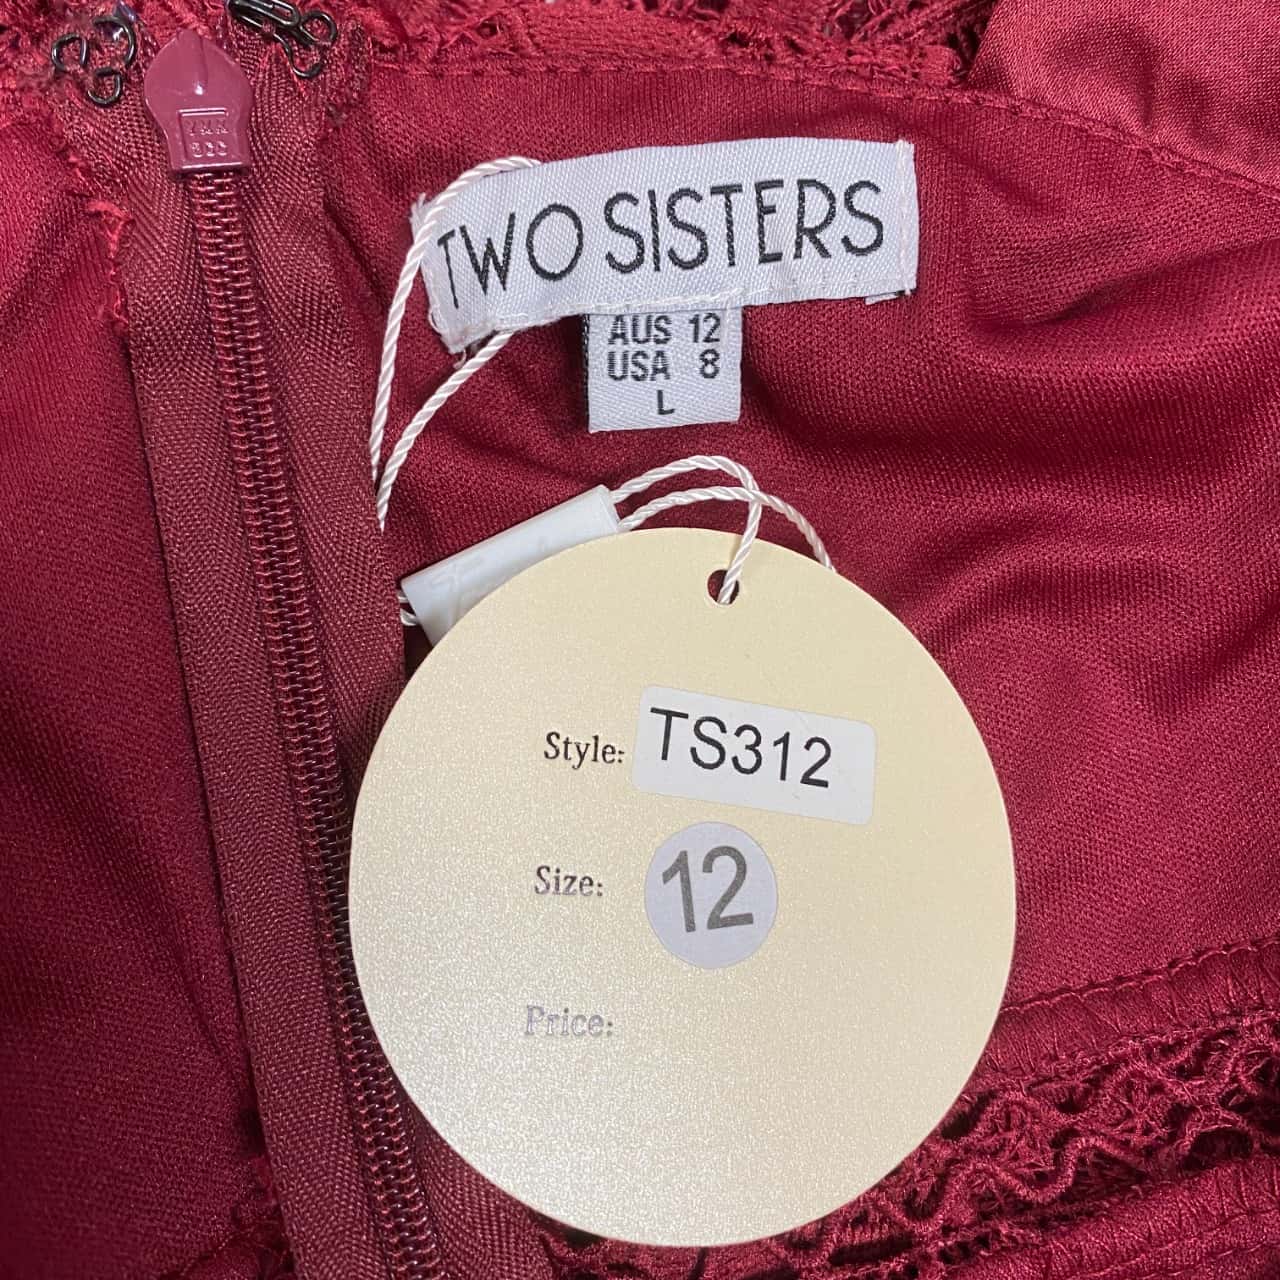 TWO SISTERS
AUS 12
USA 8
L
Style: TS312
Size: 12
Price: